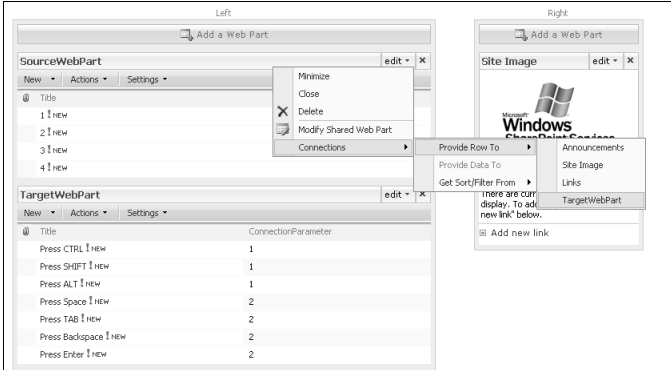 Left
Add a Web Part
SourceWebPart edit
New Actions Settings
Title
1 ! NEW
2 ! NEW
3 ! NEW
4 ! NEW
Minimize
Close
Delete
Modify Shared Web Part
Connections
Provide Row To
Provide Data To
Get Sort/Filter From
Announcements
Site Image
Links
TargetWebPart
TargetWebPart edit
New Actions Settings
Title ConnectionParameter
Press CTRL ! NEW 1
Press SHIFT ! NEW 1
Press ALT ! NEW 1
Press Space ! NEW 2
Press TAB ! NEW 2
Press Backspace ! NEW 2
Press Enter ! NEW 2
Right
Add a Web Part
Site Image edit
Microsoft
Windows
SharePoint Services
There are curr
display. To add
new link" below.
Add new link